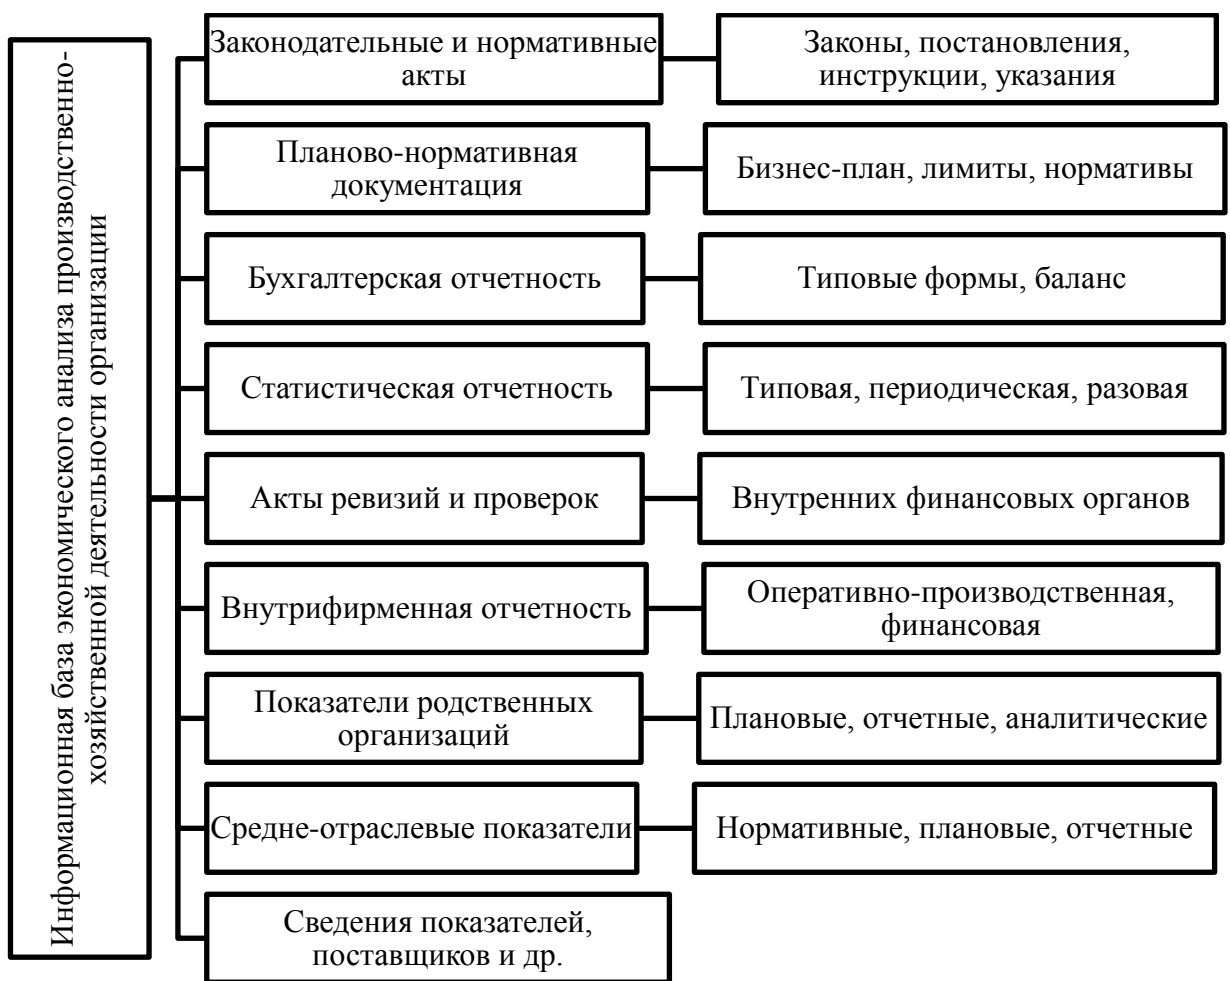 Информационная база экономического анализа производственно-
хозяйственной деятельности организации
Законодательные и нормативные
акты
Законы, постановления,
инструкции, указания
Планово-нормативная
документация
Бизнес-план, лимиты, нормативы
Бухгалтерская отчетность
Типовые формы, баланс
Статистическая отчетность
Типовая, периодическая, разовая
Акты ревизий и проверок
Внутренних финансовых органов
Внутрифирменная отчетность
Оперативно-производственная,
финансовая
Показатели родственных
организаций
Плановые, отчетные, аналитические
Средне-отраслевые показатели
Нормативные, плановые, отчетные
Сведения показателей,
поставщиков и др.